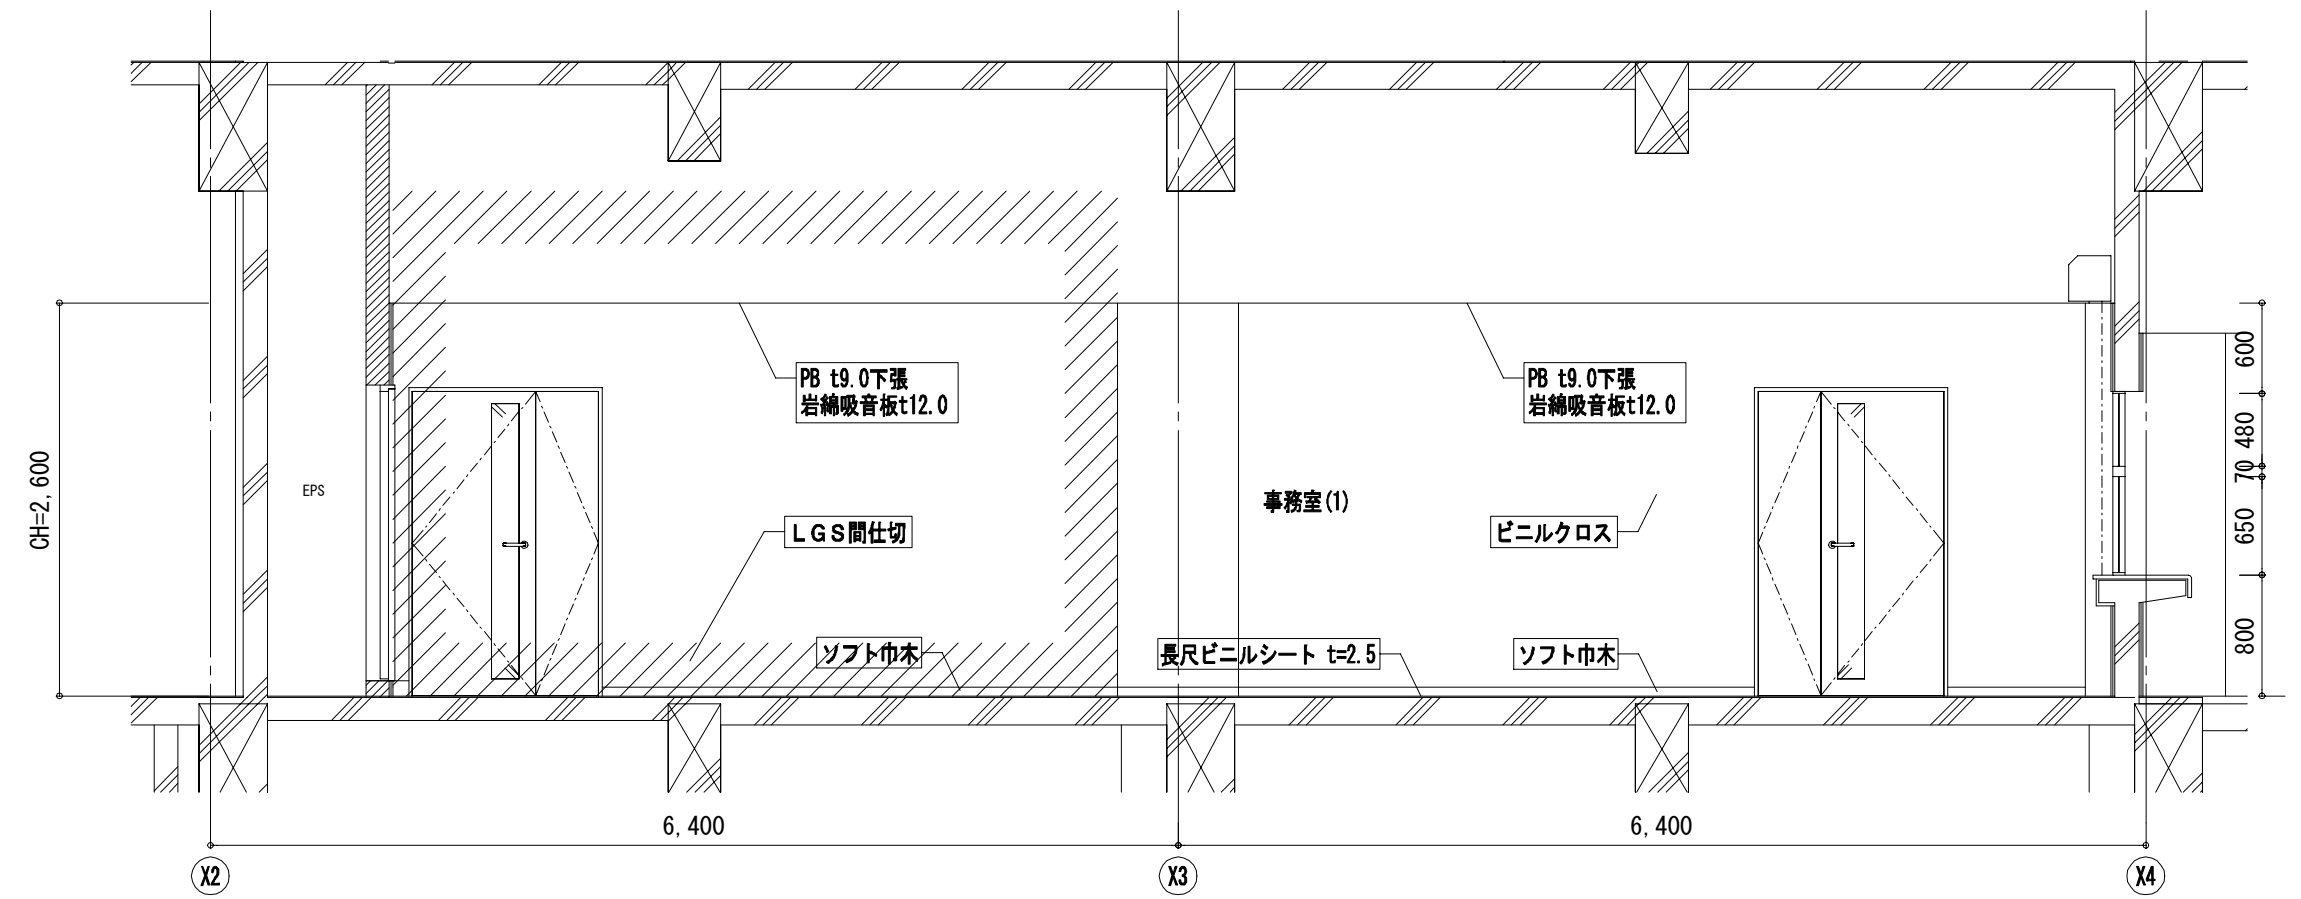 PB t9.0下張
岩綿吸音板t12.0
PB t9.0下張
岩綿吸音板t12.0
600
480
70
650
800
CH=2,600
EPS
事務室(1)
LGS間仕切
ビニルクロス
ソフト巾木
長尺ビニルシート t=2.5
ソフト巾木
6,400
6,400
X2
X3
X4